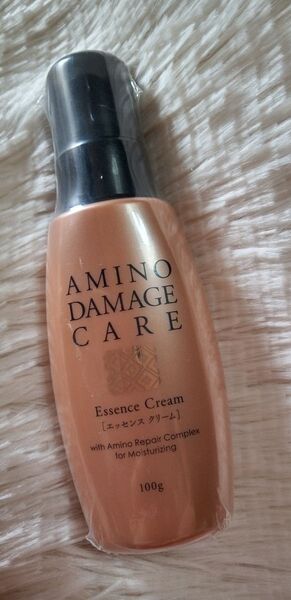 AMINO
DAMAGE
CARE
Essence Cream
[エッセンス クリーム]
with Amino Repair Complex
for Moisturizing
100g